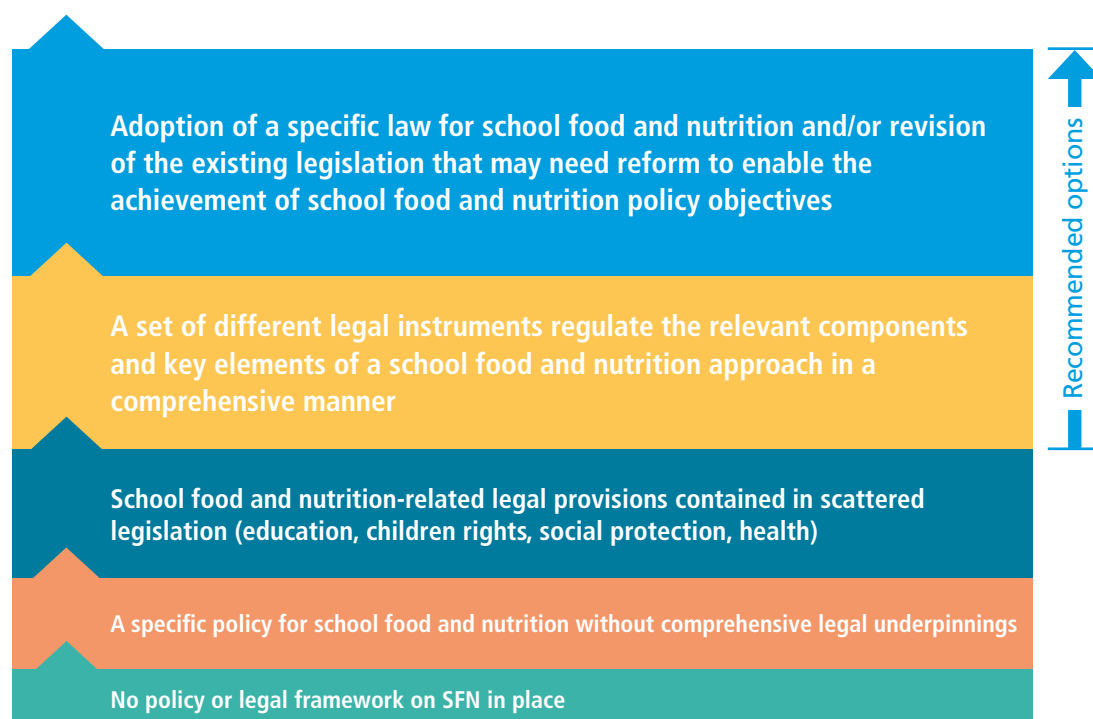 Adoption of a specific law for school food and nutrition and/or revision
of the existing legislation that may need reform to enable the
achievement of school food and nutrition policy objectives
A set of different legal instruments regulate the relevant components
and key elements of a school food and nutrition approach in a
comprehensive manner
School food and nutrition-related legal provisions contained in scattered
legislation (education, children rights, social protection, health)
A specific policy for school food and nutrition without comprehensive legal underpinnings
No policy or legal framework on SFN in place
Recommended options